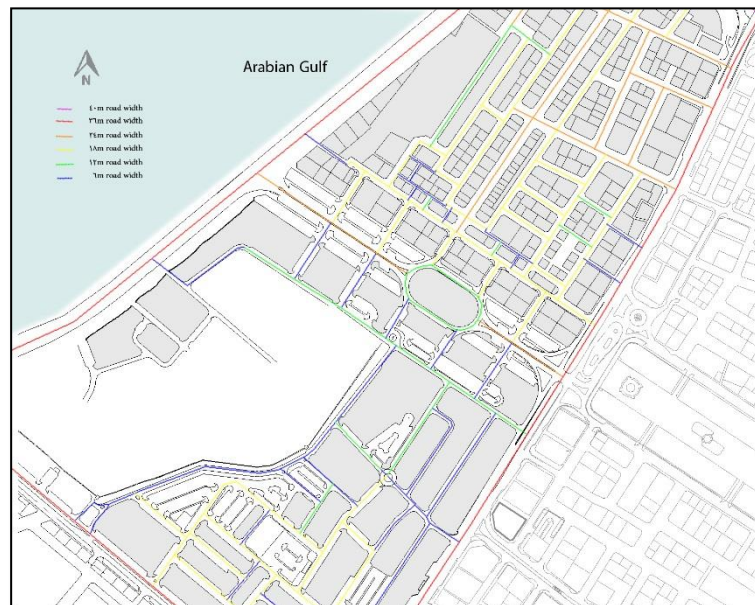 Arabian Gulf
N
٤٠m road width
٣٦m road width
٢٤m road width
١٨m road width
١٢m road width
٦m road width